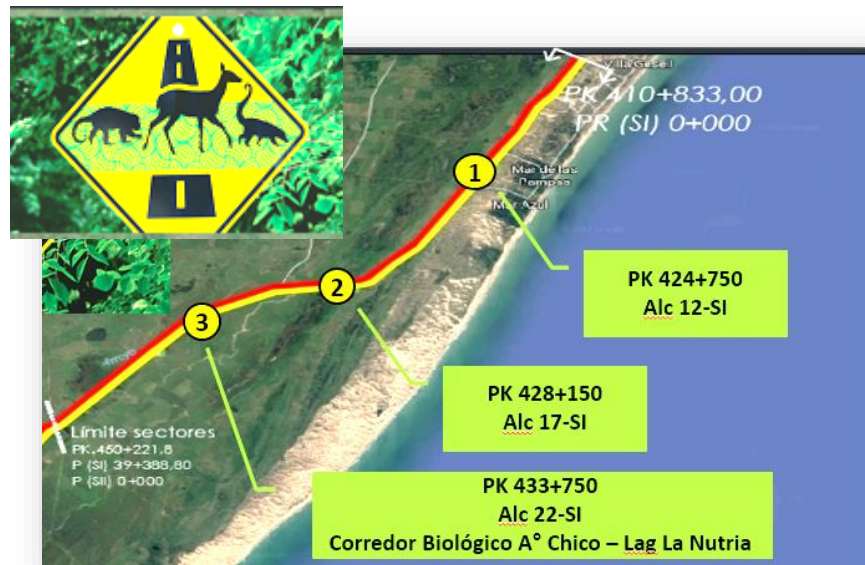 Villa Gesell
PK 410+833,00
PR (SI) 0+000
1
Mar de las
Pampas
Mar Azul
PK 424+750
Alc 12-SI
2
3
PK 428+150
Alc 17-SI
Arroyo
Límite sectores
PK.450+221.8
P (SI) 39+388,80
P (SII) 0+000
PK 433+750
Alc 22-SI
Corredor Biológico A° Chico – Lag La Nutria